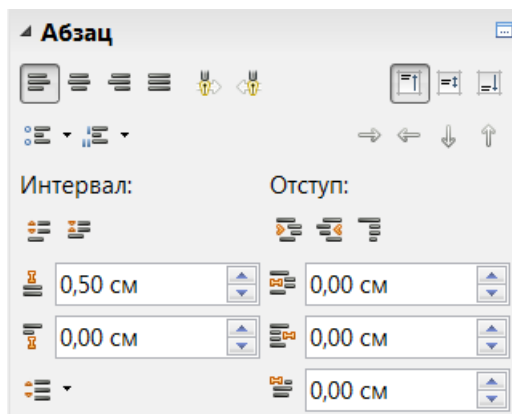 Абзац
Интервал: Отступ:
0,50 см 0,00 см
0,00 см 0,00 см
0,00 см